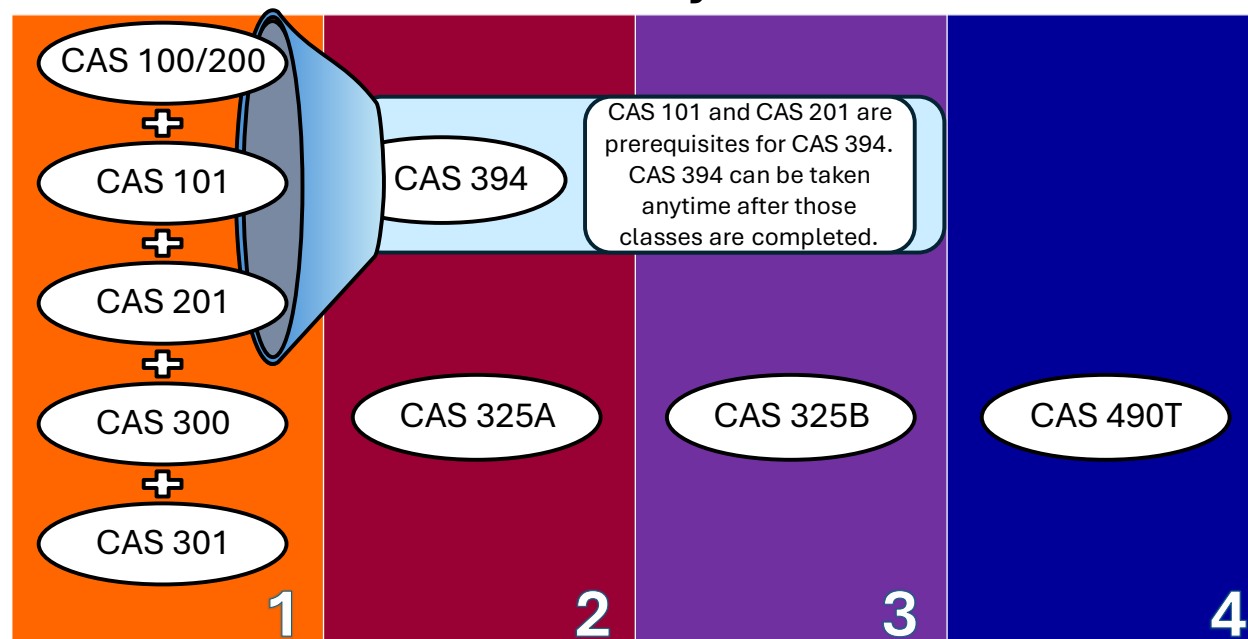 CAS 100/200
CAS 101
CAS 201
CAS 300
CAS 301
1
CAS 394
CAS 101 and CAS 201 are
prerequisites for CAS 394.
CAS 394 can be taken
anytime after those
classes are completed.
CAS 325A
2
CAS 325B
3
CAS 490T
4